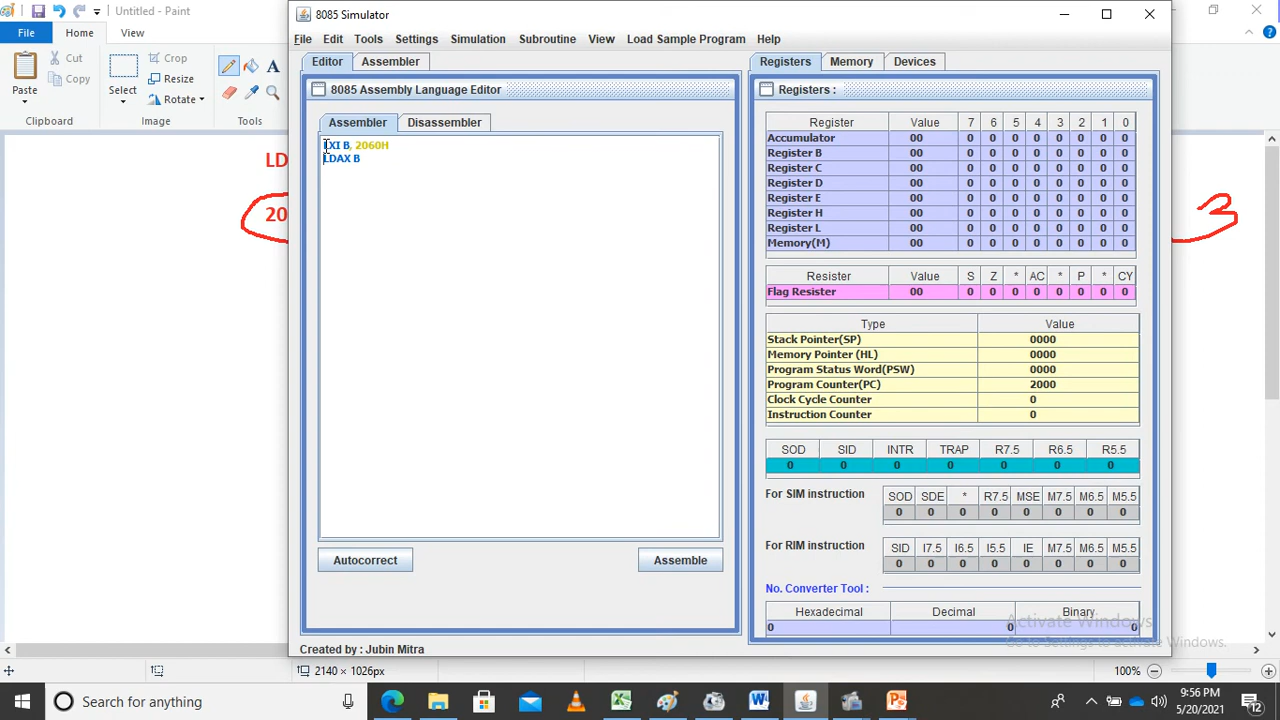 Untitled - Paint
File Home View
Paste Cut Copy
Clipboard
Select Crop Resize Rotate
Image
A
Tools
LD
20
3
8085 Simulator
File Edit Tools Settings Simulation Subroutine View Load Sample Program Help
Editor Assembler
8085 Assembly Language Editor
Assembler Disassembler
LXI B, 2060H
LDAX B
Autocorrect Assemble
Created by : Jubin Mitra
Registers Memory Devices
Registers :
Register Value 7 6 5 4 3 2 1 0
Accumulator 00 0 0 0 0 0 0 0 0
Register B 00 0 0 0 0 0 0 0 0
Register C 00 0 0 0 0 0 0 0 0
Register D 00 0 0 0 0 0 0 0 0
Register E 00 0 0 0 0 0 0 0 0
Register H 00 0 0 0 0 0 0 0 0
Register L 00 0 0 0 0 0 0 0 0
Memory(M) 00 0 0 0 0 0 0 0 0
Resister Value S Z * AC * P * CY
Flag Resister 00 0 0 0 0 0 0 0 0
Type Value
Stack Pointer(SP) 0000
Memory Pointer (HL) 0000
Program Status Word(PSW) 0000
Program Counter(PC) 2000
Clock Cycle Counter 0
Instruction Counter 0
SOD SID INTR TRAP R7.5 R6.5 R5.5
0 0 0 0 0 0 0
For SIM instruction SOD SDE * R7.5 MSE M7.5 M6.5 M5.5
0 0 0 0 0 0 0 0
For RIM instruction SID I7.5 I6.5 I5.5 IE M7.5 M6.5 M5.5
0 0 0 0 0 0 0 0
No. Converter Tool :
Hexadecimal Decimal Binary
0 0 0
Activate Windows
Go to Settings to activate Windows.
2140 × 1026px 100%
Search for anything
9:56 PM
5/20/2021
12